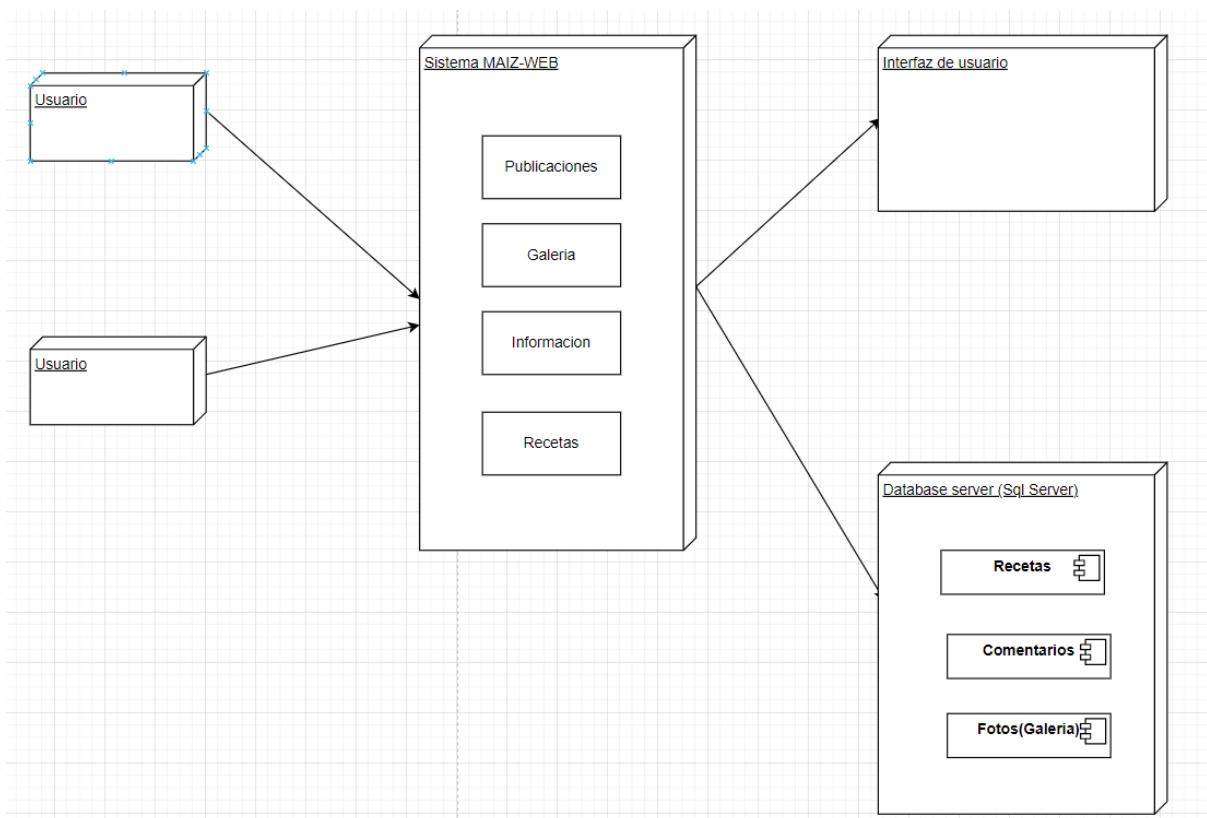 Usuario
Usuario
Sistema MAIZ-WEB
Publicaciones
Galeria
Informacion
Recetas
Interfaz de usuario
Database server (Sql Server)
Recetas
Comentarios
Fotos(Galeria)